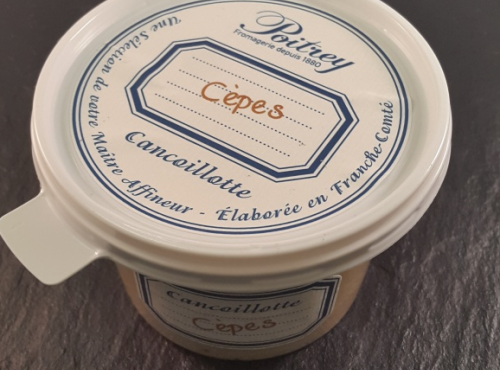 Poitrey
Fromagerie depuis 1880
Cèpes
Cancoillotte
Une Sélection de votre Maître Affineur - Élaborée en Franche-Comté
Cancoillotte
Cèpes